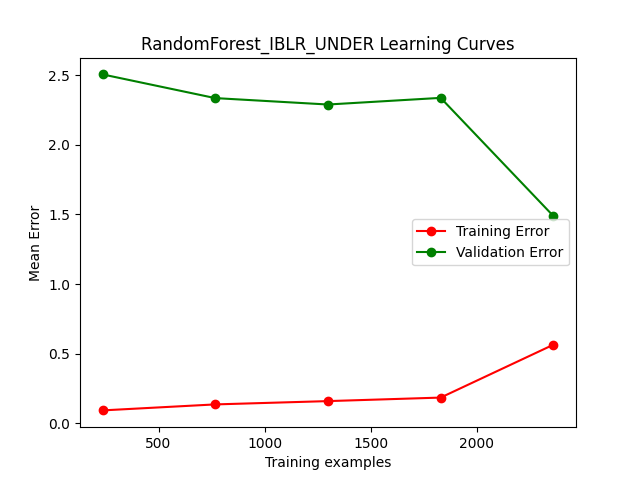 RandomForest_IBLR_UNDER Learning Curves
2.5
2.0
1.5
1.0
0.5
0.0
Mean Error
Training Error
Validation Error
500
1000
1500
2000
Training examples